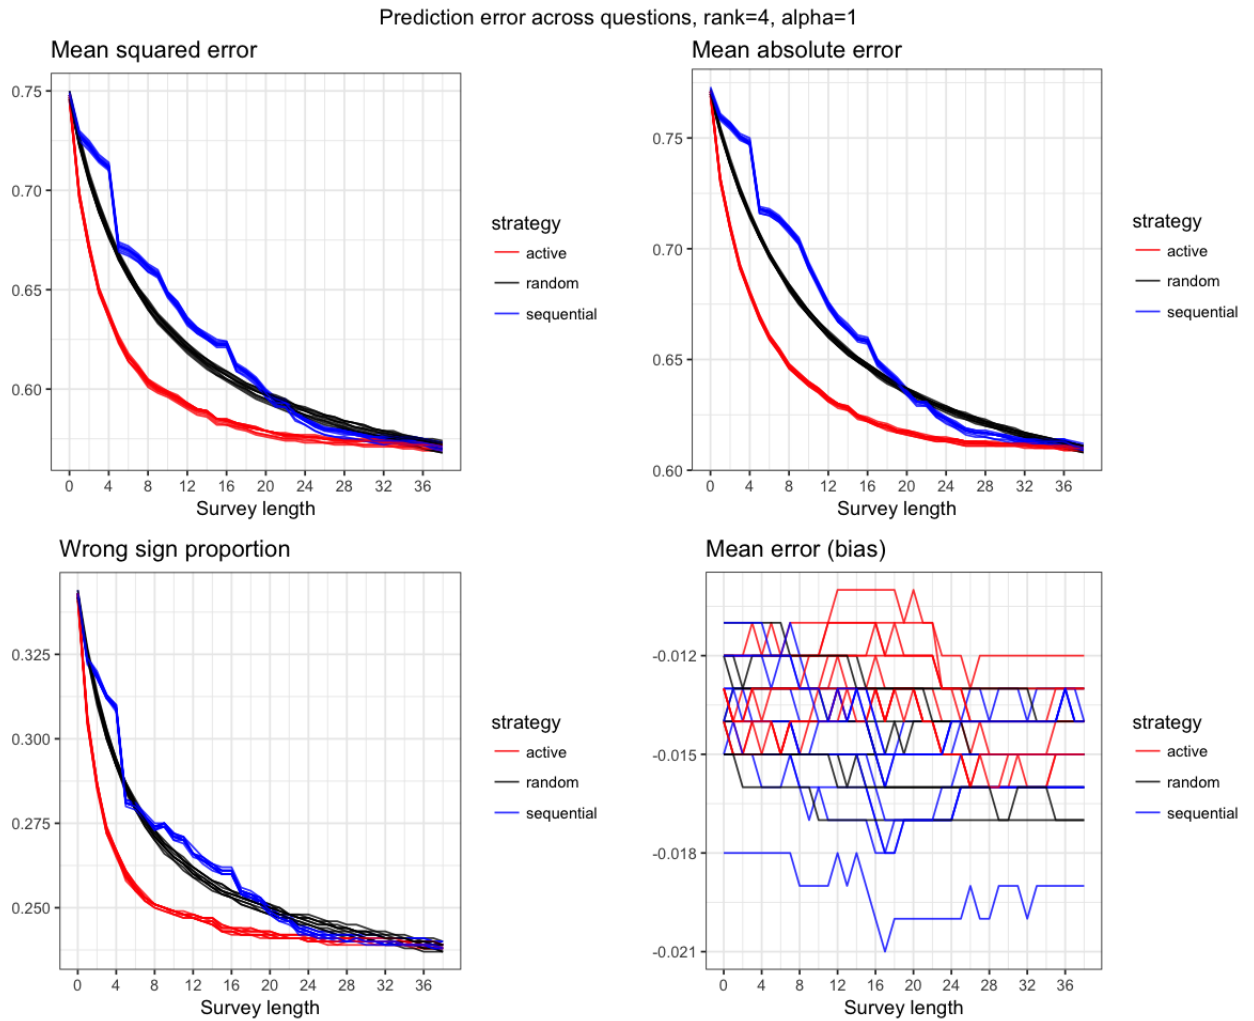 Prediction error across questions, rank=4, alpha=1
Mean squared error
0.75
0.70
0.65
0.60
0 4 8 12 16 20 24 28 32 36
Survey length
strategy
active
random
sequential
Mean absolute error
0.75
0.70
0.65
0.60
0 4 8 12 16 20 24 28 32 36
Survey length
strategy
active
random
sequential
Wrong sign proportion
0.325
0.300
0.275
0.250
0 4 8 12 16 20 24 28 32 36
Survey length
strategy
active
random
sequential
Mean error (bias)
-0.012
-0.015
-0.018
-0.021
0 4 8 12 16 20 24 28 32 36
Survey length
strategy
active
random
sequential